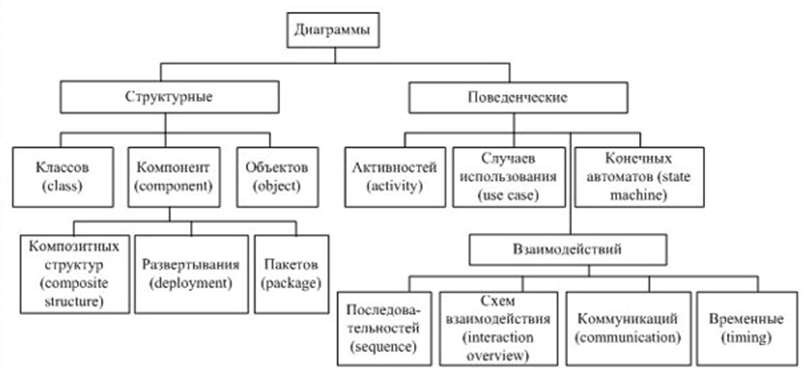 Диаграммы
Структурные
Поведенческие
Классов
(class)
Компонент
(component)
Объектов
(object)
Активностей
(activity)
Случаев
использования
(use case)
Конечных
автоматов (state
machine)
Композитных
структур
(composite
structure)
Развертывания
(deployment)
Пакетов
(package)
Взаимодействий
Последова-
тельностей
(sequence)
Схем
взаимодействия
(interaction
overview)
Коммуникаций
(communication)
Временные
(timing)